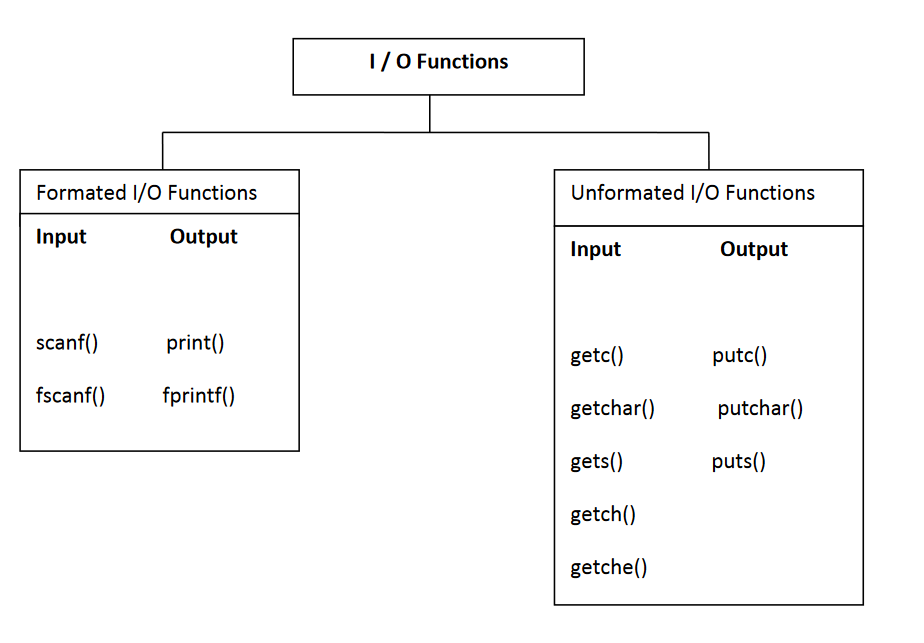 I / O Functions
Formated I/O Functions
Input Output
scanf() print()
fscanf() fprintf()
Unformated I/O Functions
Input Output
getc() putc()
getchar() putchar()
gets() puts()
getch()
getche()